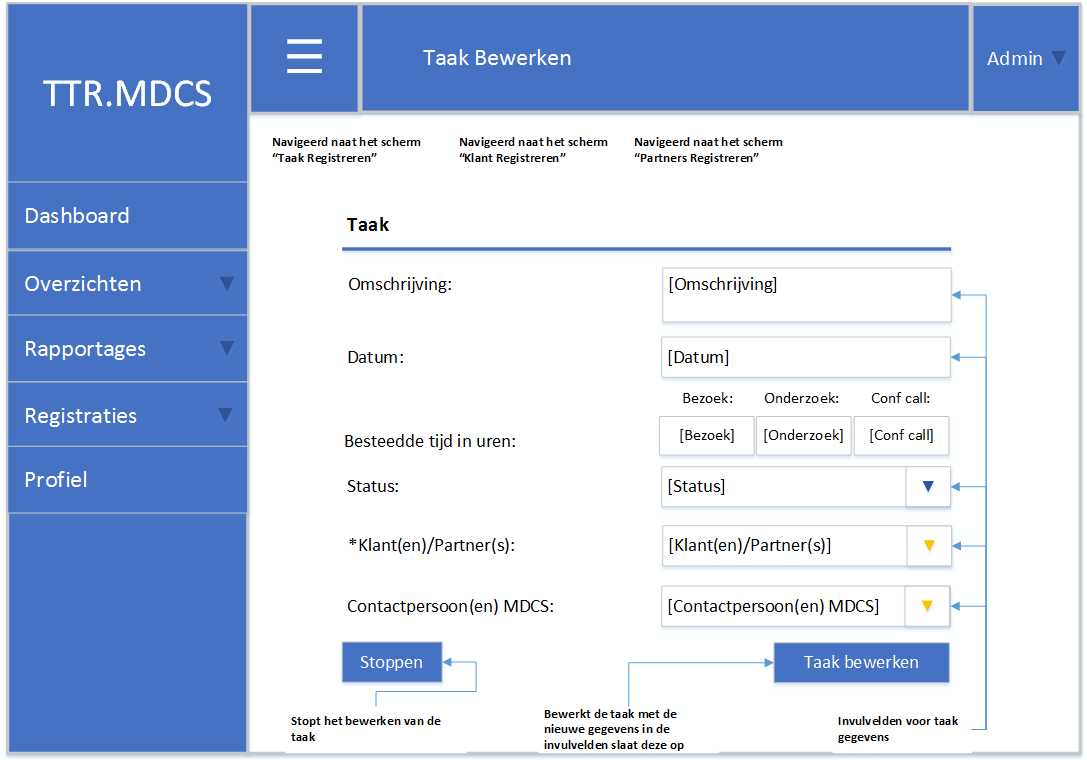 TTR.MDCS
Taak Bewerken
Admin
Dashboard
Overzichten
Rapportages
Registraties
Profiel
Navigeerd naat het scherm
“Taak Registreren”
Navigeerd naat het scherm
“Klant Registreren”
Navigeerd naat het scherm
“Partners Registreren”
Taak
Omschrijving:
[Omschrijving]
Datum:
[Datum]
Bezoek: Onderzoek: Conf call:
Besteedde tijd in uren:
[Bezoek] [Onderzoek] [Conf call]
Status:
[Status]
*Klant(en)/Partner(s):
[Klant(en)/Partner(s)]
Contactpersoon(en) MDCS:
[Contactpersoon(en) MDCS]
Stoppen
Taak bewerken
Stopt het bewerken van de
taak
Bewerkt de taak met de
nieuwe gegevens in de
invulvelden slaat deze op
Invulvelden voor taak
gegevens